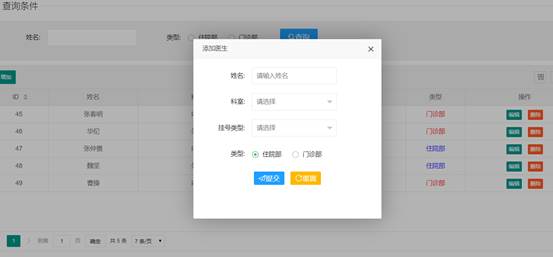 查询条件
姓名:
类型: 住院部 门诊部 查询
添加医生
姓名: 请输入姓名
科室: 请选择
挂号类型: 请选择
类型: 住院部 门诊部
提交 重置
增加
ID 姓名 类型 操作
45 张春明 门诊部 编辑 删除
46 华佗 门诊部 编辑 删除
47 张仲景 住院部 编辑 删除
48 魏坚 住院部 编辑 删除
49 曹操 门诊部 编辑 删除
1 到第 1 页 确定 共 5 条 7 条/页